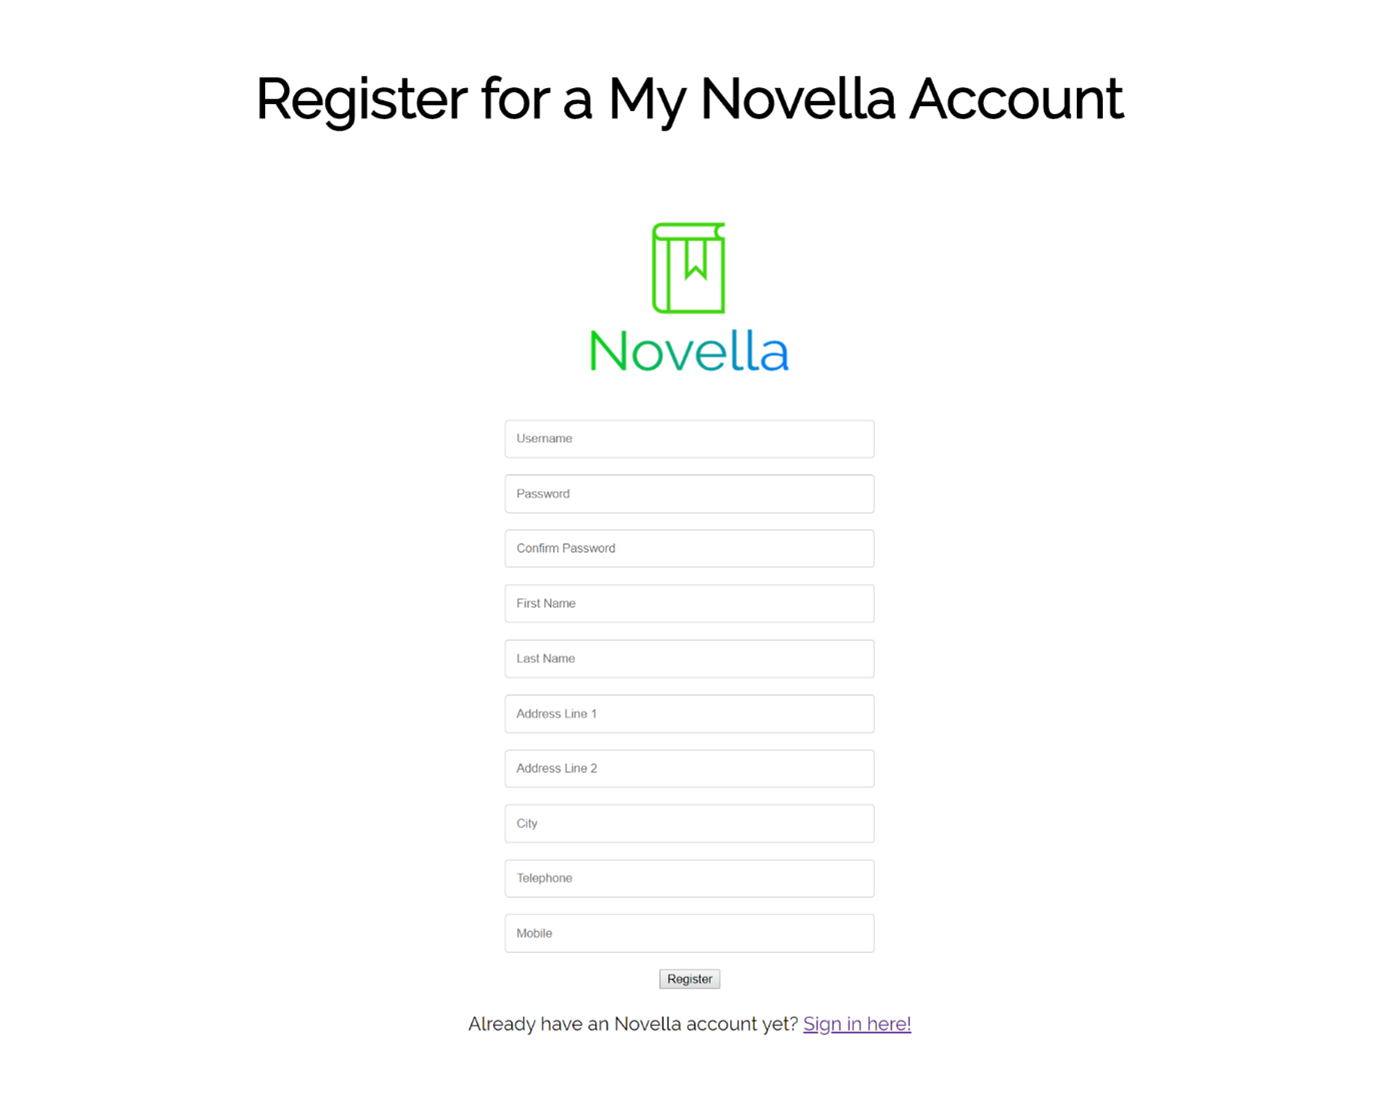 Register for a My Novella Account
Novella
Username
Password
Confirm Password
First Name
Last Name
Address Line 1
Address Line 2
City
Telephone
Mobile
Register
Already have an Novella account yet? Sign in here!